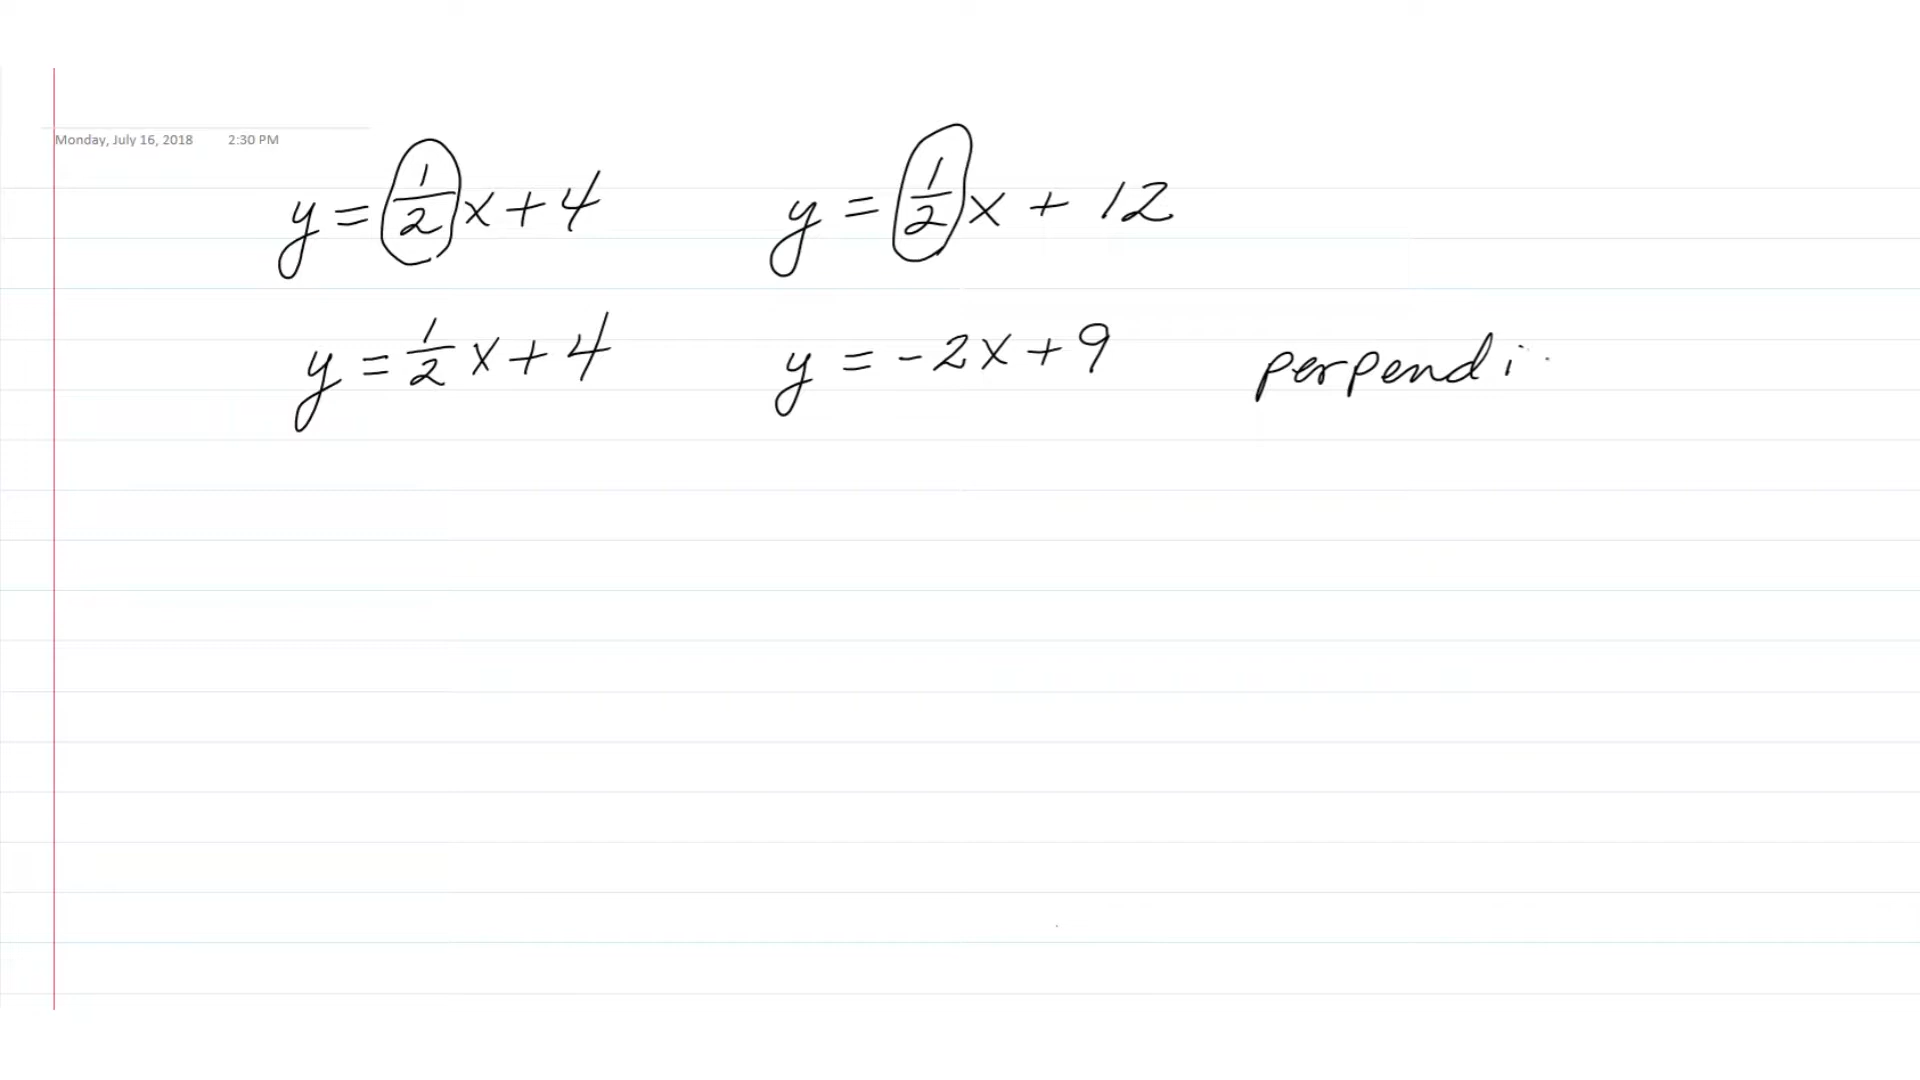 Monday, July 16, 2018 2:30 PM
y = 1/2 x + 4 y = 1/2 x + 12
y = 1/2 x + 4 y = -2x + 9 perpendi